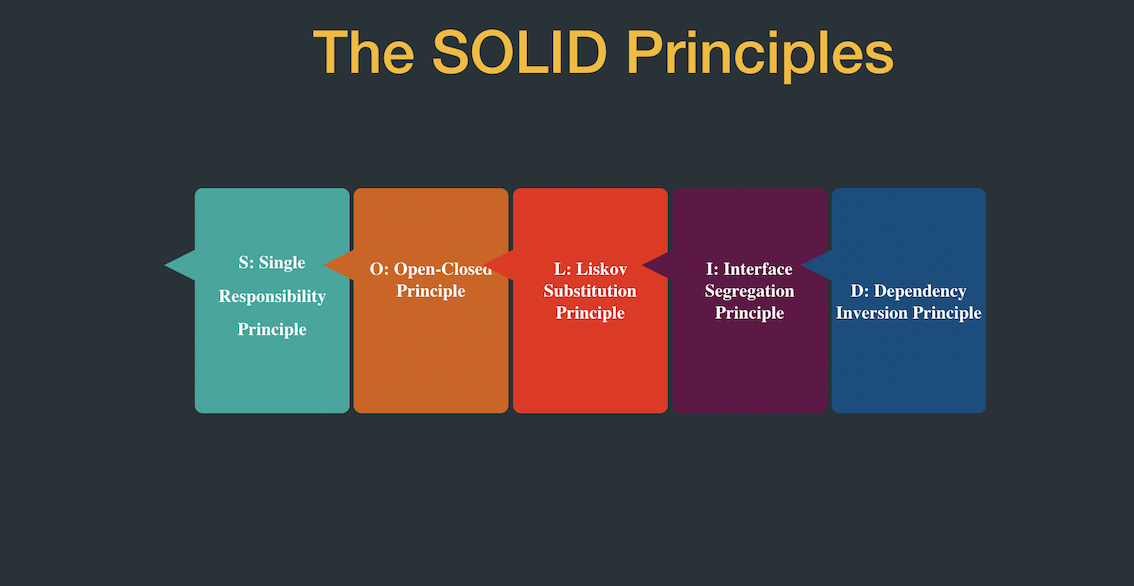 The SOLID Principles
S: Single
Responsibility
Principle
O: Open-Closed
Principle
L: Liskov
Substitution
Principle
I: Interface
Segregation
Principle
D: Dependency
Inversion Principle